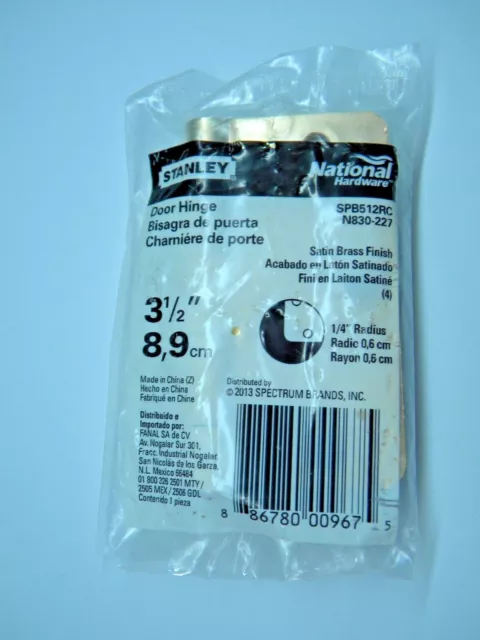 STANLEY
National
Hardware™
Door Hinge
Bisagra de puerta
Charnière de porte
SPB512RC
N830-227
Satin Brass Finish
Acabado en Latón Satinado
Fini en Laiton Satiné
(4)
3½"
8,9cm
1/4" Radius
Radio 0,6 cm
Rayon 0,6 cm
Made in China (Z)
Hecho en China
Fabriqué en Chine
Distributed by
© 2013 SPECTRUM BRANDS, INC.
Distribuido e
Importado por:
FANAL SA de CV
Av. Nogalar Sur 301,
Fracc. Industrial Nogalar
San Nicolás de los Garza,
N.L. Mexico 66484
01 800 326 2501 MTY /
2505 MEX / 2506 GDL
Contenido 1 pieza
8 86780 00967 5